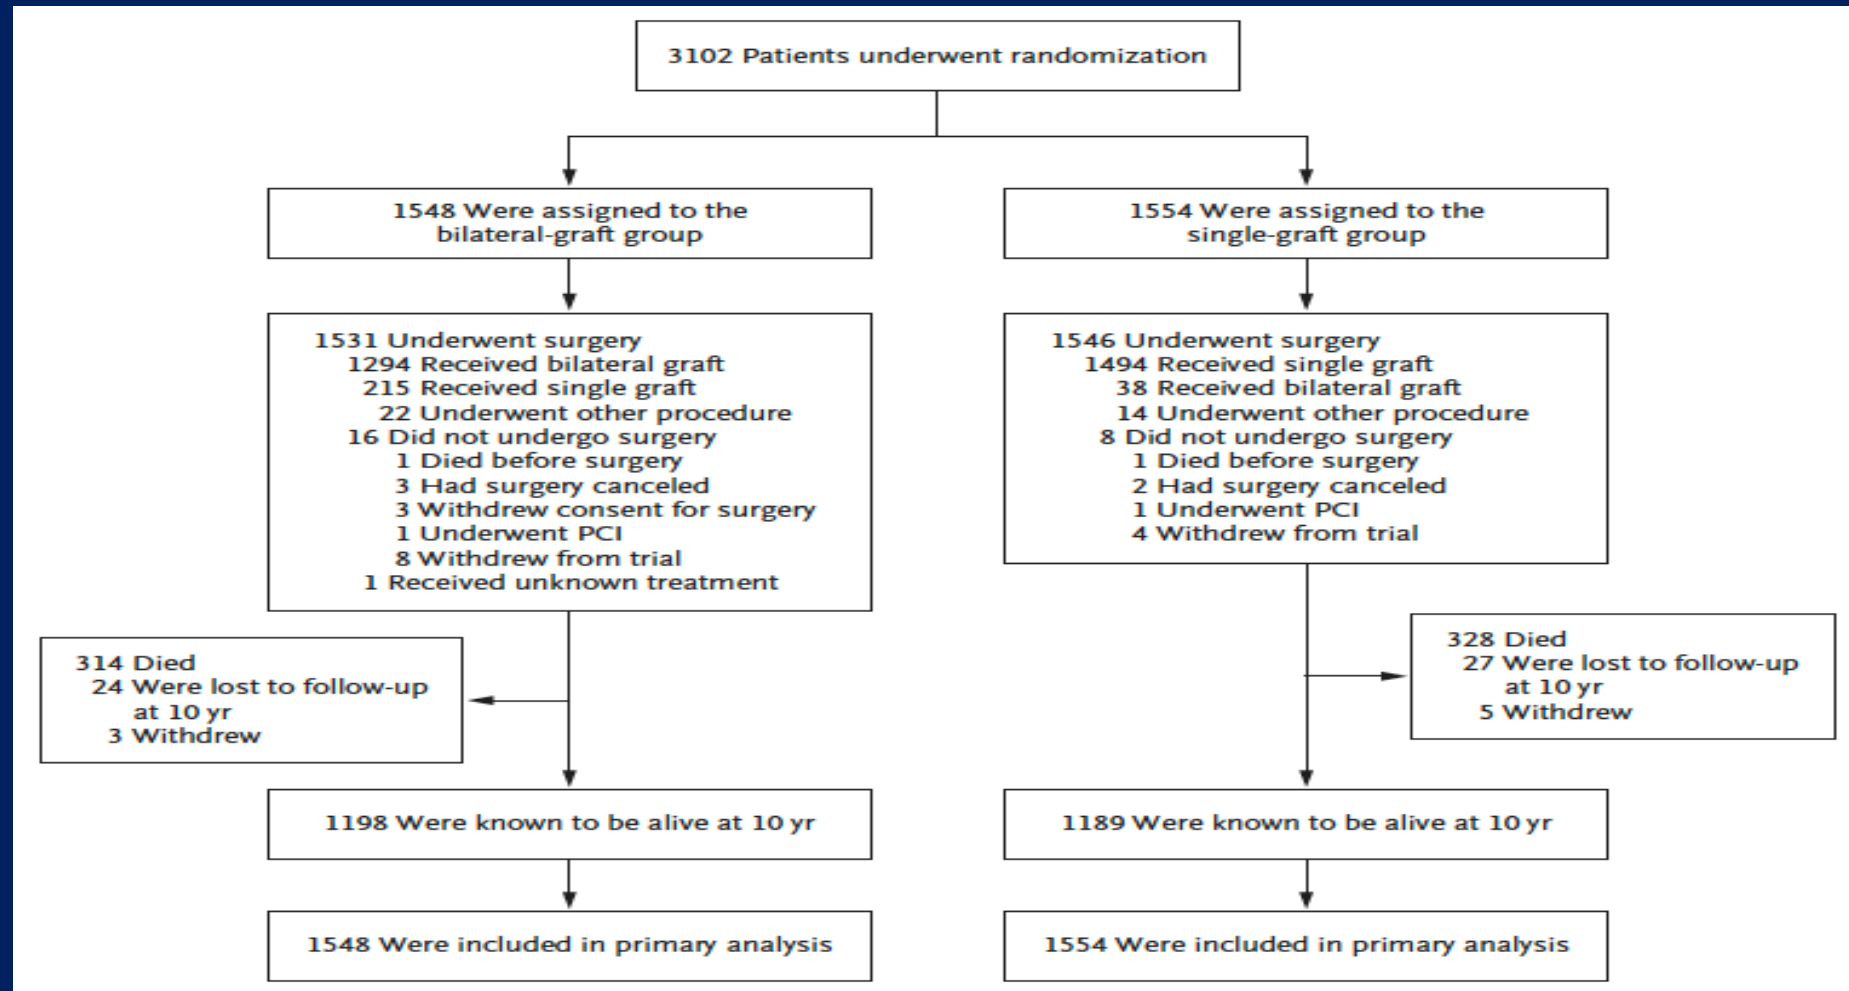 3102 Patients underwent randomization
1548 Were assigned to the
bilateral-graft group
1554 Were assigned to the
single-graft group
1531 Underwent surgery
1294 Received bilateral graft
215 Received single graft
22 Underwent other procedure
16 Did not undergo surgery
1 Died before surgery
3 Had surgery canceled
3 Withdrew consent for surgery
1 Underwent PCI
8 Withdrew from trial
1 Received unknown treatment
1546 Underwent surgery
1494 Received single graft
38 Received bilateral graft
14 Underwent other procedure
8 Did not undergo surgery
1 Died before surgery
2 Had surgery canceled
1 Underwent PCI
4 Withdrew from trial
314 Died
24 Were lost to follow-up
at 10 yr
3 Withdrew
328 Died
27 Were lost to follow-up
at 10 yr
5 Withdrew
1198 Were known to be alive at 10 yr
1189 Were known to be alive at 10 yr
1548 Were included in primary analysis
1554 Were included in primary analysis